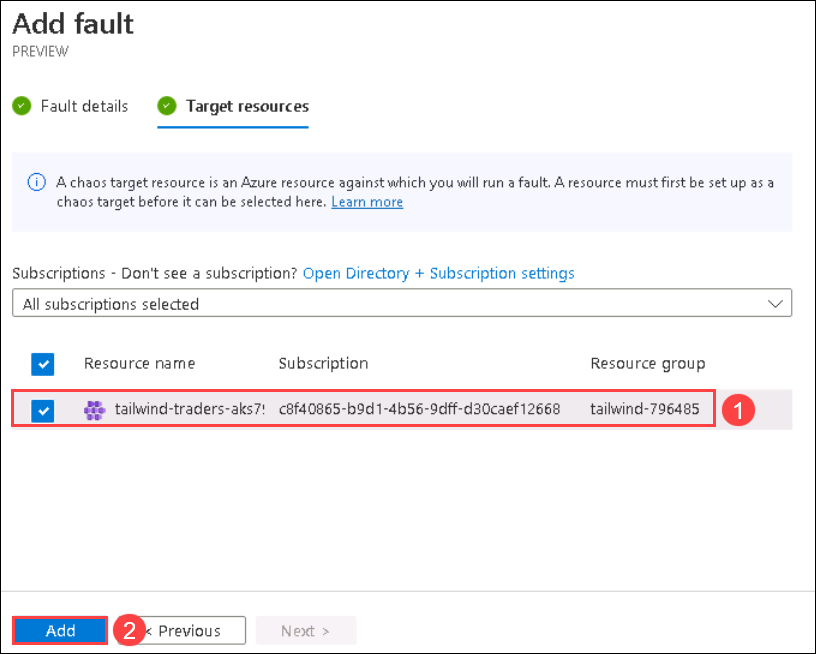 Add fault
PREVIEW
Fault details Target resources
A chaos target resource is an Azure resource against which you will run a fault. A resource must first be set up as a
chaos target before it can be selected here. Learn more
Subscriptions - Don't see a subscription? Open Directory + Subscription settings
All subscriptions selected
Resource name Subscription Resource group
tailwind-traders-aks79 c8f40865-b9d1-4b56-9dff-d30caef12668 tailwind-796485 1
Add 2 < Previous Next >